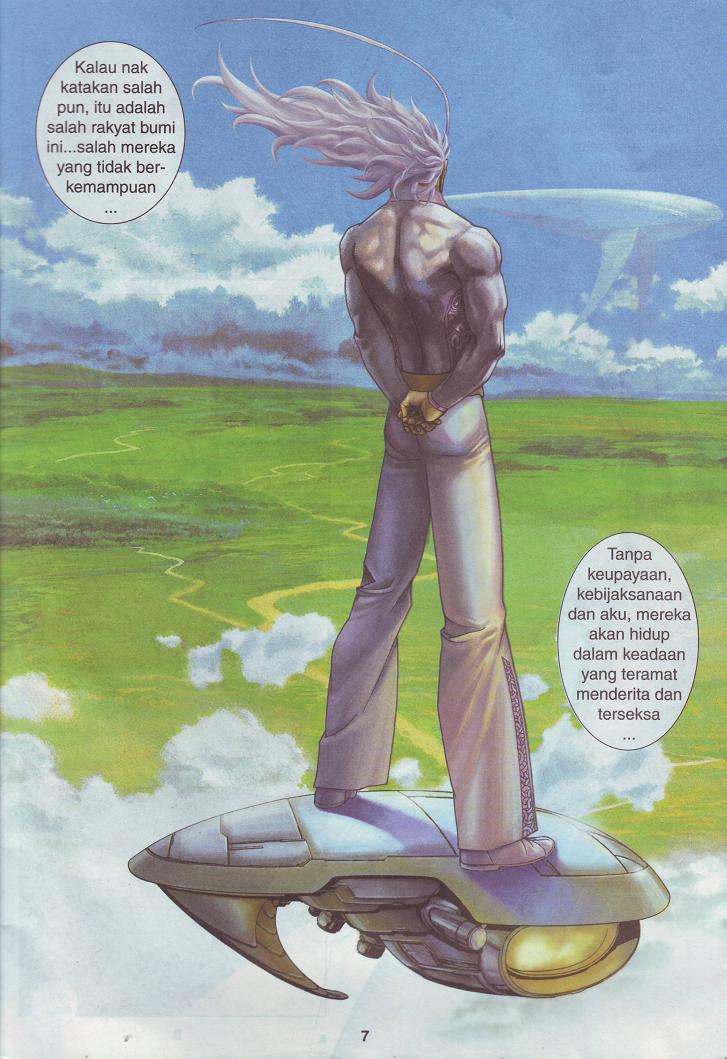 Kalau nak
katakan salah
pun, itu adalah
salah rakyat bumi
ini...salah mereka
yang tidak ber-
kemampuan
...
Tanpa
keupayaan,
kebijaksanaan
dan aku, mereka
akan hidup
dalam keadaan
yang teramat
menderita dan
terseksa
...
7